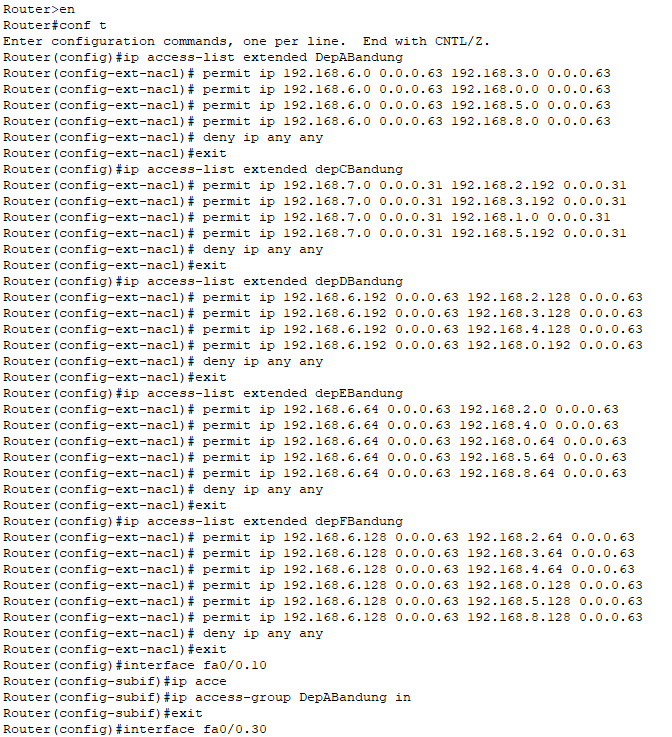 Router>en
Router#conf t
Enter configuration commands, one per line.  End with CNTL/Z.
Router(config)#ip access-list extended DepABandung
Router(config-ext-nacl)# permit ip 192.168.6.0 0.0.0.63 192.168.3.0 0.0.0.63
Router(config-ext-nacl)# permit ip 192.168.6.0 0.0.0.63 192.168.0.0 0.0.0.63
Router(config-ext-nacl)# permit ip 192.168.6.0 0.0.0.63 192.168.5.0 0.0.0.63
Router(config-ext-nacl)# permit ip 192.168.6.0 0.0.0.63 192.168.8.0 0.0.0.63
Router(config-ext-nacl)# deny ip any any
Router(config-ext-nacl)#exit
Router(config)#ip access-list extended depCBandung
Router(config-ext-nacl)# permit ip 192.168.7.0 0.0.0.31 192.168.2.192 0.0.0.31
Router(config-ext-nacl)# permit ip 192.168.7.0 0.0.0.31 192.168.3.192 0.0.0.31
Router(config-ext-nacl)# permit ip 192.168.7.0 0.0.0.31 192.168.1.0 0.0.0.31
Router(config-ext-nacl)# permit ip 192.168.7.0 0.0.0.31 192.168.5.192 0.0.0.31
Router(config-ext-nacl)# deny ip any any
Router(config-ext-nacl)#exit
Router(config)#ip access-list extended depDBandung
Router(config-ext-nacl)# permit ip 192.168.6.192 0.0.0.63 192.168.2.128 0.0.0.63
Router(config-ext-nacl)# permit ip 192.168.6.192 0.0.0.63 192.168.3.128 0.0.0.63
Router(config-ext-nacl)# permit ip 192.168.6.192 0.0.0.63 192.168.4.128 0.0.0.63
Router(config-ext-nacl)# permit ip 192.168.6.192 0.0.0.63 192.168.0.192 0.0.0.63
Router(config-ext-nacl)# deny ip any any
Router(config-ext-nacl)#exit
Router(config)#ip access-list extended depEBandung
Router(config-ext-nacl)# permit ip 192.168.6.64 0.0.0.63 192.168.2.0 0.0.0.63
Router(config-ext-nacl)# permit ip 192.168.6.64 0.0.0.63 192.168.4.0 0.0.0.63
Router(config-ext-nacl)# permit ip 192.168.6.64 0.0.0.63 192.168.0.64 0.0.0.63
Router(config-ext-nacl)# permit ip 192.168.6.64 0.0.0.63 192.168.5.64 0.0.0.63
Router(config-ext-nacl)# permit ip 192.168.6.64 0.0.0.63 192.168.8.64 0.0.0.63
Router(config-ext-nacl)# deny ip any any
Router(config-ext-nacl)#exit
Router(config)#ip access-list extended depFBandung
Router(config-ext-nacl)# permit ip 192.168.6.128 0.0.0.63 192.168.2.64 0.0.0.63
Router(config-ext-nacl)# permit ip 192.168.6.128 0.0.0.63 192.168.3.64 0.0.0.63
Router(config-ext-nacl)# permit ip 192.168.6.128 0.0.0.63 192.168.4.64 0.0.0.63
Router(config-ext-nacl)# permit ip 192.168.6.128 0.0.0.63 192.168.0.128 0.0.0.63
Router(config-ext-nacl)# permit ip 192.168.6.128 0.0.0.63 192.168.5.128 0.0.0.63
Router(config-ext-nacl)# permit ip 192.168.6.128 0.0.0.63 192.168.8.128 0.0.0.63
Router(config-ext-nacl)# deny ip any any
Router(config-ext-nacl)#exit
Router(config)#interface fa0/0.10
Router(config-subif)#ip acce
Router(config-subif)#ip access-group DepABandung in
Router(config-subif)#exit
Router(config)#interface fa0/0.30